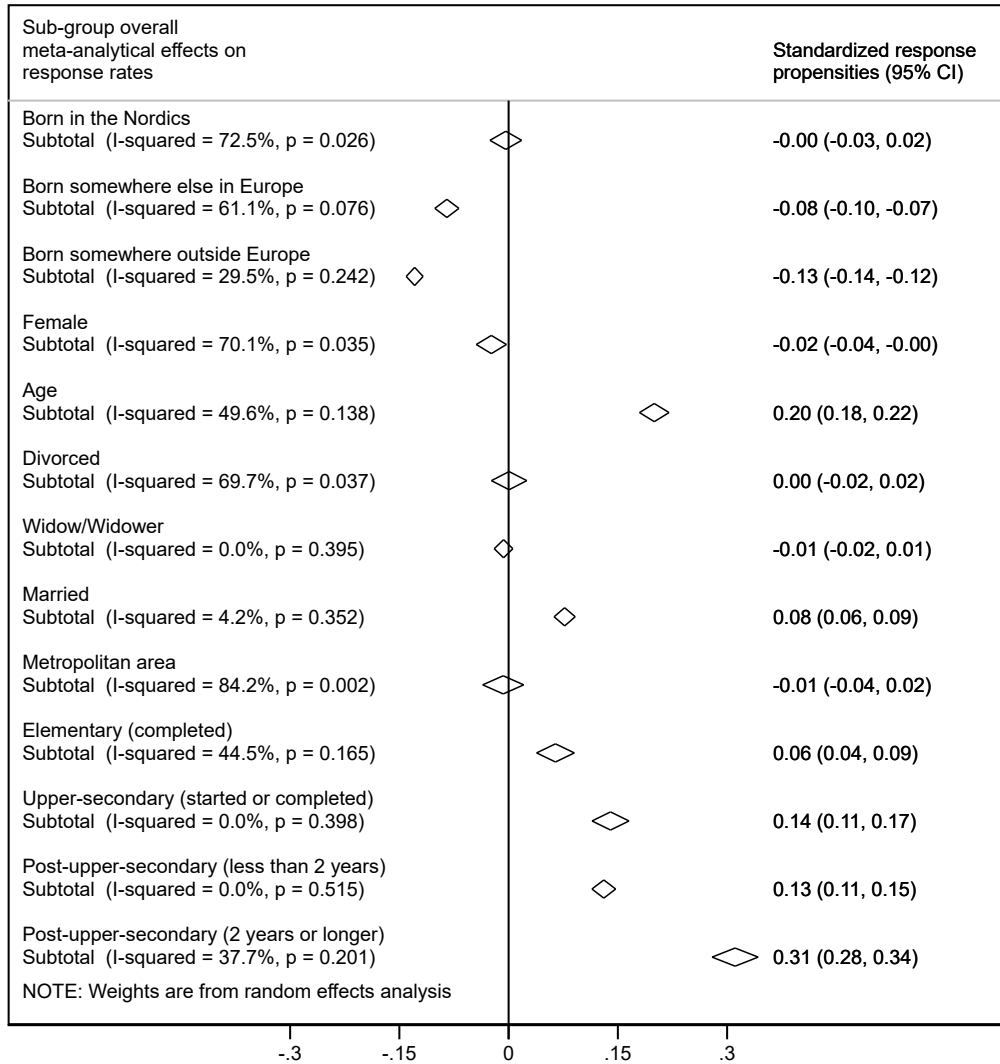 Sub-group overall
meta-analytical effects on
response rates
Standardized response
propensities (95% CI)
Born in the Nordics
Subtotal (I-squared = 72.5%, p = 0.026) -0.00 (-0.03, 0.02)
Born somewhere else in Europe
Subtotal (I-squared = 61.1%, p = 0.076) -0.08 (-0.10, -0.07)
Born somewhere outside Europe
Subtotal (I-squared = 29.5%, p = 0.242) -0.13 (-0.14, -0.12)
Female
Subtotal (I-squared = 70.1%, p = 0.035) -0.02 (-0.04, -0.00)
Age
Subtotal (I-squared = 49.6%, p = 0.138) 0.20 (0.18, 0.22)
Divorced
Subtotal (I-squared = 69.7%, p = 0.037) 0.00 (-0.02, 0.02)
Widow/Widower
Subtotal (I-squared = 0.0%, p = 0.395) -0.01 (-0.02, 0.01)
Married
Subtotal (I-squared = 4.2%, p = 0.352) 0.08 (0.06, 0.09)
Metropolitan area
Subtotal (I-squared = 84.2%, p = 0.002) -0.01 (-0.04, 0.02)
Elementary (completed)
Subtotal (I-squared = 44.5%, p = 0.165) 0.06 (0.04, 0.09)
Upper-secondary (started or completed)
Subtotal (I-squared = 0.0%, p = 0.398) 0.14 (0.11, 0.17)
Post-upper-secondary (less than 2 years)
Subtotal (I-squared = 0.0%, p = 0.515) 0.13 (0.11, 0.15)
Post-upper-secondary (2 years or longer)
Subtotal (I-squared = 37.7%, p = 0.201) 0.31 (0.28, 0.34)
NOTE: Weights are from random effects analysis
-.3 -.15 0 .15 .3